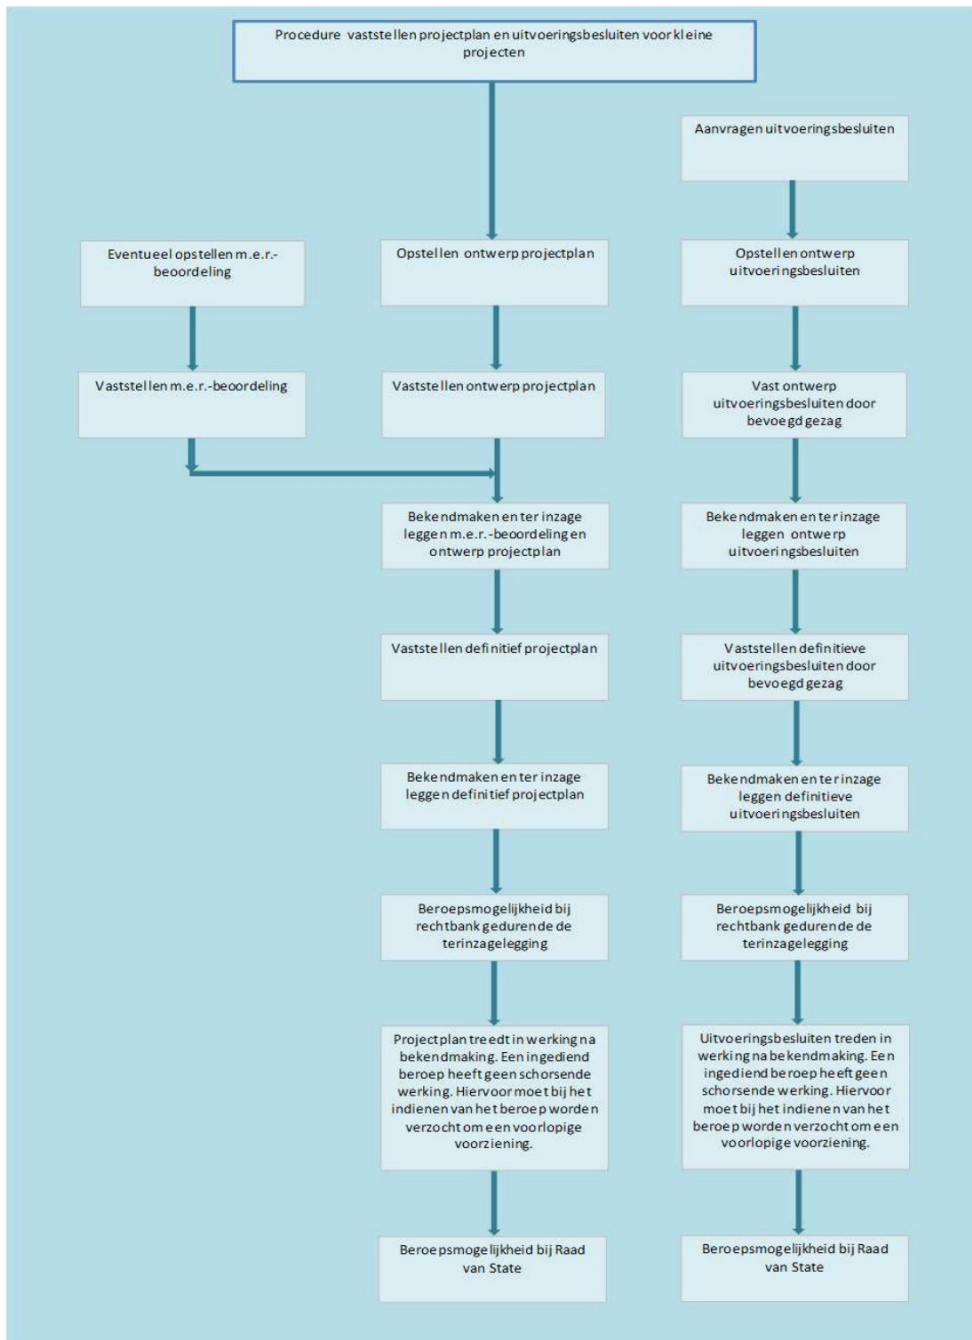 Procedure vaststellen projectplan en uitvoeringsbesluiten voor kleine
projecten
Aanvragen uitvoeringsbesluiten
Eventueel opstellen m.e.r.-
beoordeling
Opstellen ontwerp projectplan
Opstellen ontwerp
uitvoeringsbesluiten
Vaststellen m.e.r.-beoordeling
Vaststellen ontwerp projectplan
Vast ontwerp
uitvoeringsbesluiten door
bevoegd gezag
Bekendmaken en ter inzage
leggen m.e.r.-beoordeling en
ontwerp projectplan
Bekendmaken en ter inzage
leggen ontwerp
uitvoeringsbesluiten
Vaststellen definitief projectplan
Vaststellen definitieve
uitvoeringsbesluiten door
bevoegd gezag
Bekendmaken en ter inzage
leggen definitief projectplan
Bekendmaken en ter inzage
leggen definitieve
uitvoeringsbesluiten
Beroepsmogelijkheid bij
rechtbank gedurende de
terinzagelegging
Beroepsmogelijkheid bij
rechtbank gedurende de
terinzagelegging
Projectplan treedt in werking na
bekendmaking. Een ingediend
beroep heeft geen schorsende
werking. Hiervoor moet bij het
indienen van het beroep worden
verzocht om een voorlopige
voorziening.
Uitvoeringsbesluiten treden in
werking na bekendmaking. Een
ingediend beroep heeft geen
schorsende werking. Hiervoor
moet bij het indienen van het
beroep worden verzocht om een
voorlopige voorziening.
Beroepsmogelijkheid bij Raad
van State
Beroepsmogelijkheid bij Raad
van State